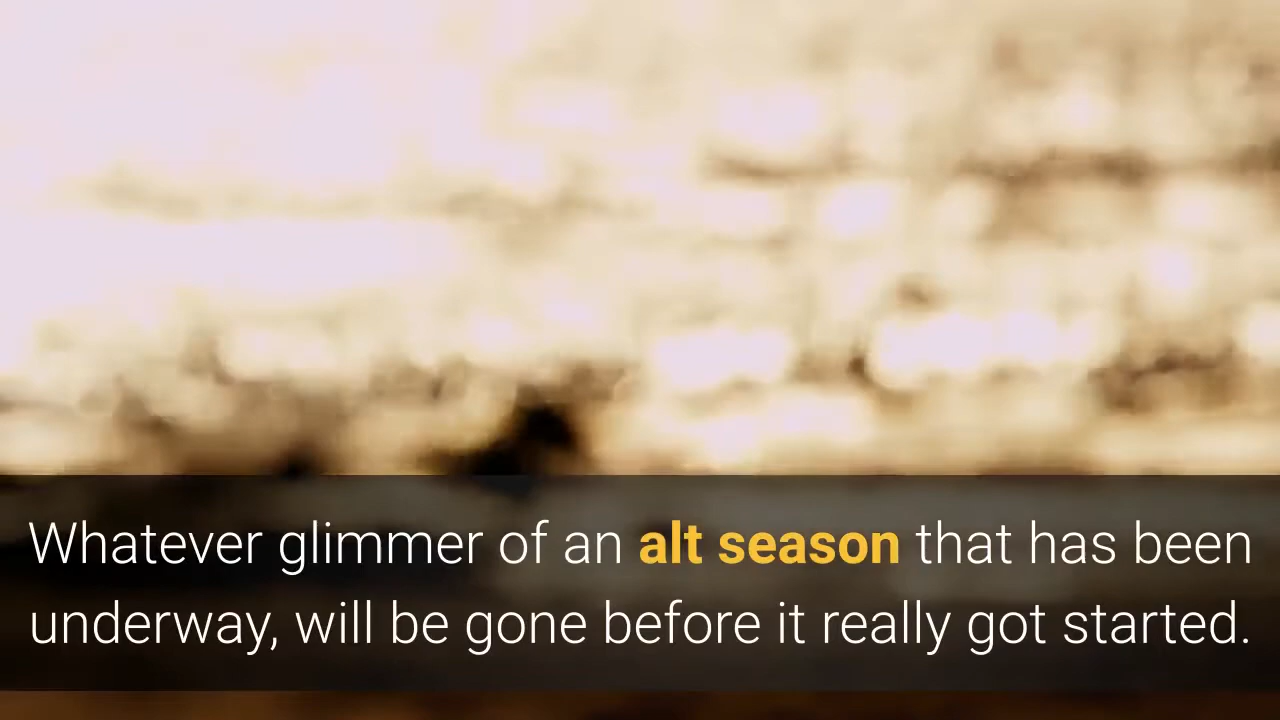 Whatever glimmer of an alt season that has been
underway, will be gone before it really got started.